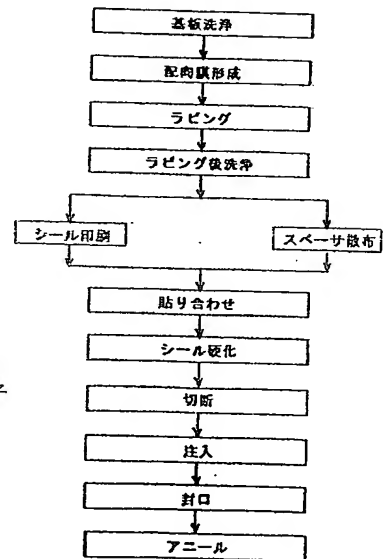 基板洗浄
配向膜形成
ラビング
ラビング後洗浄
シール印刷
スペーサ散布
貼り合わせ
シール硬化
切断
注入
封口
アニール